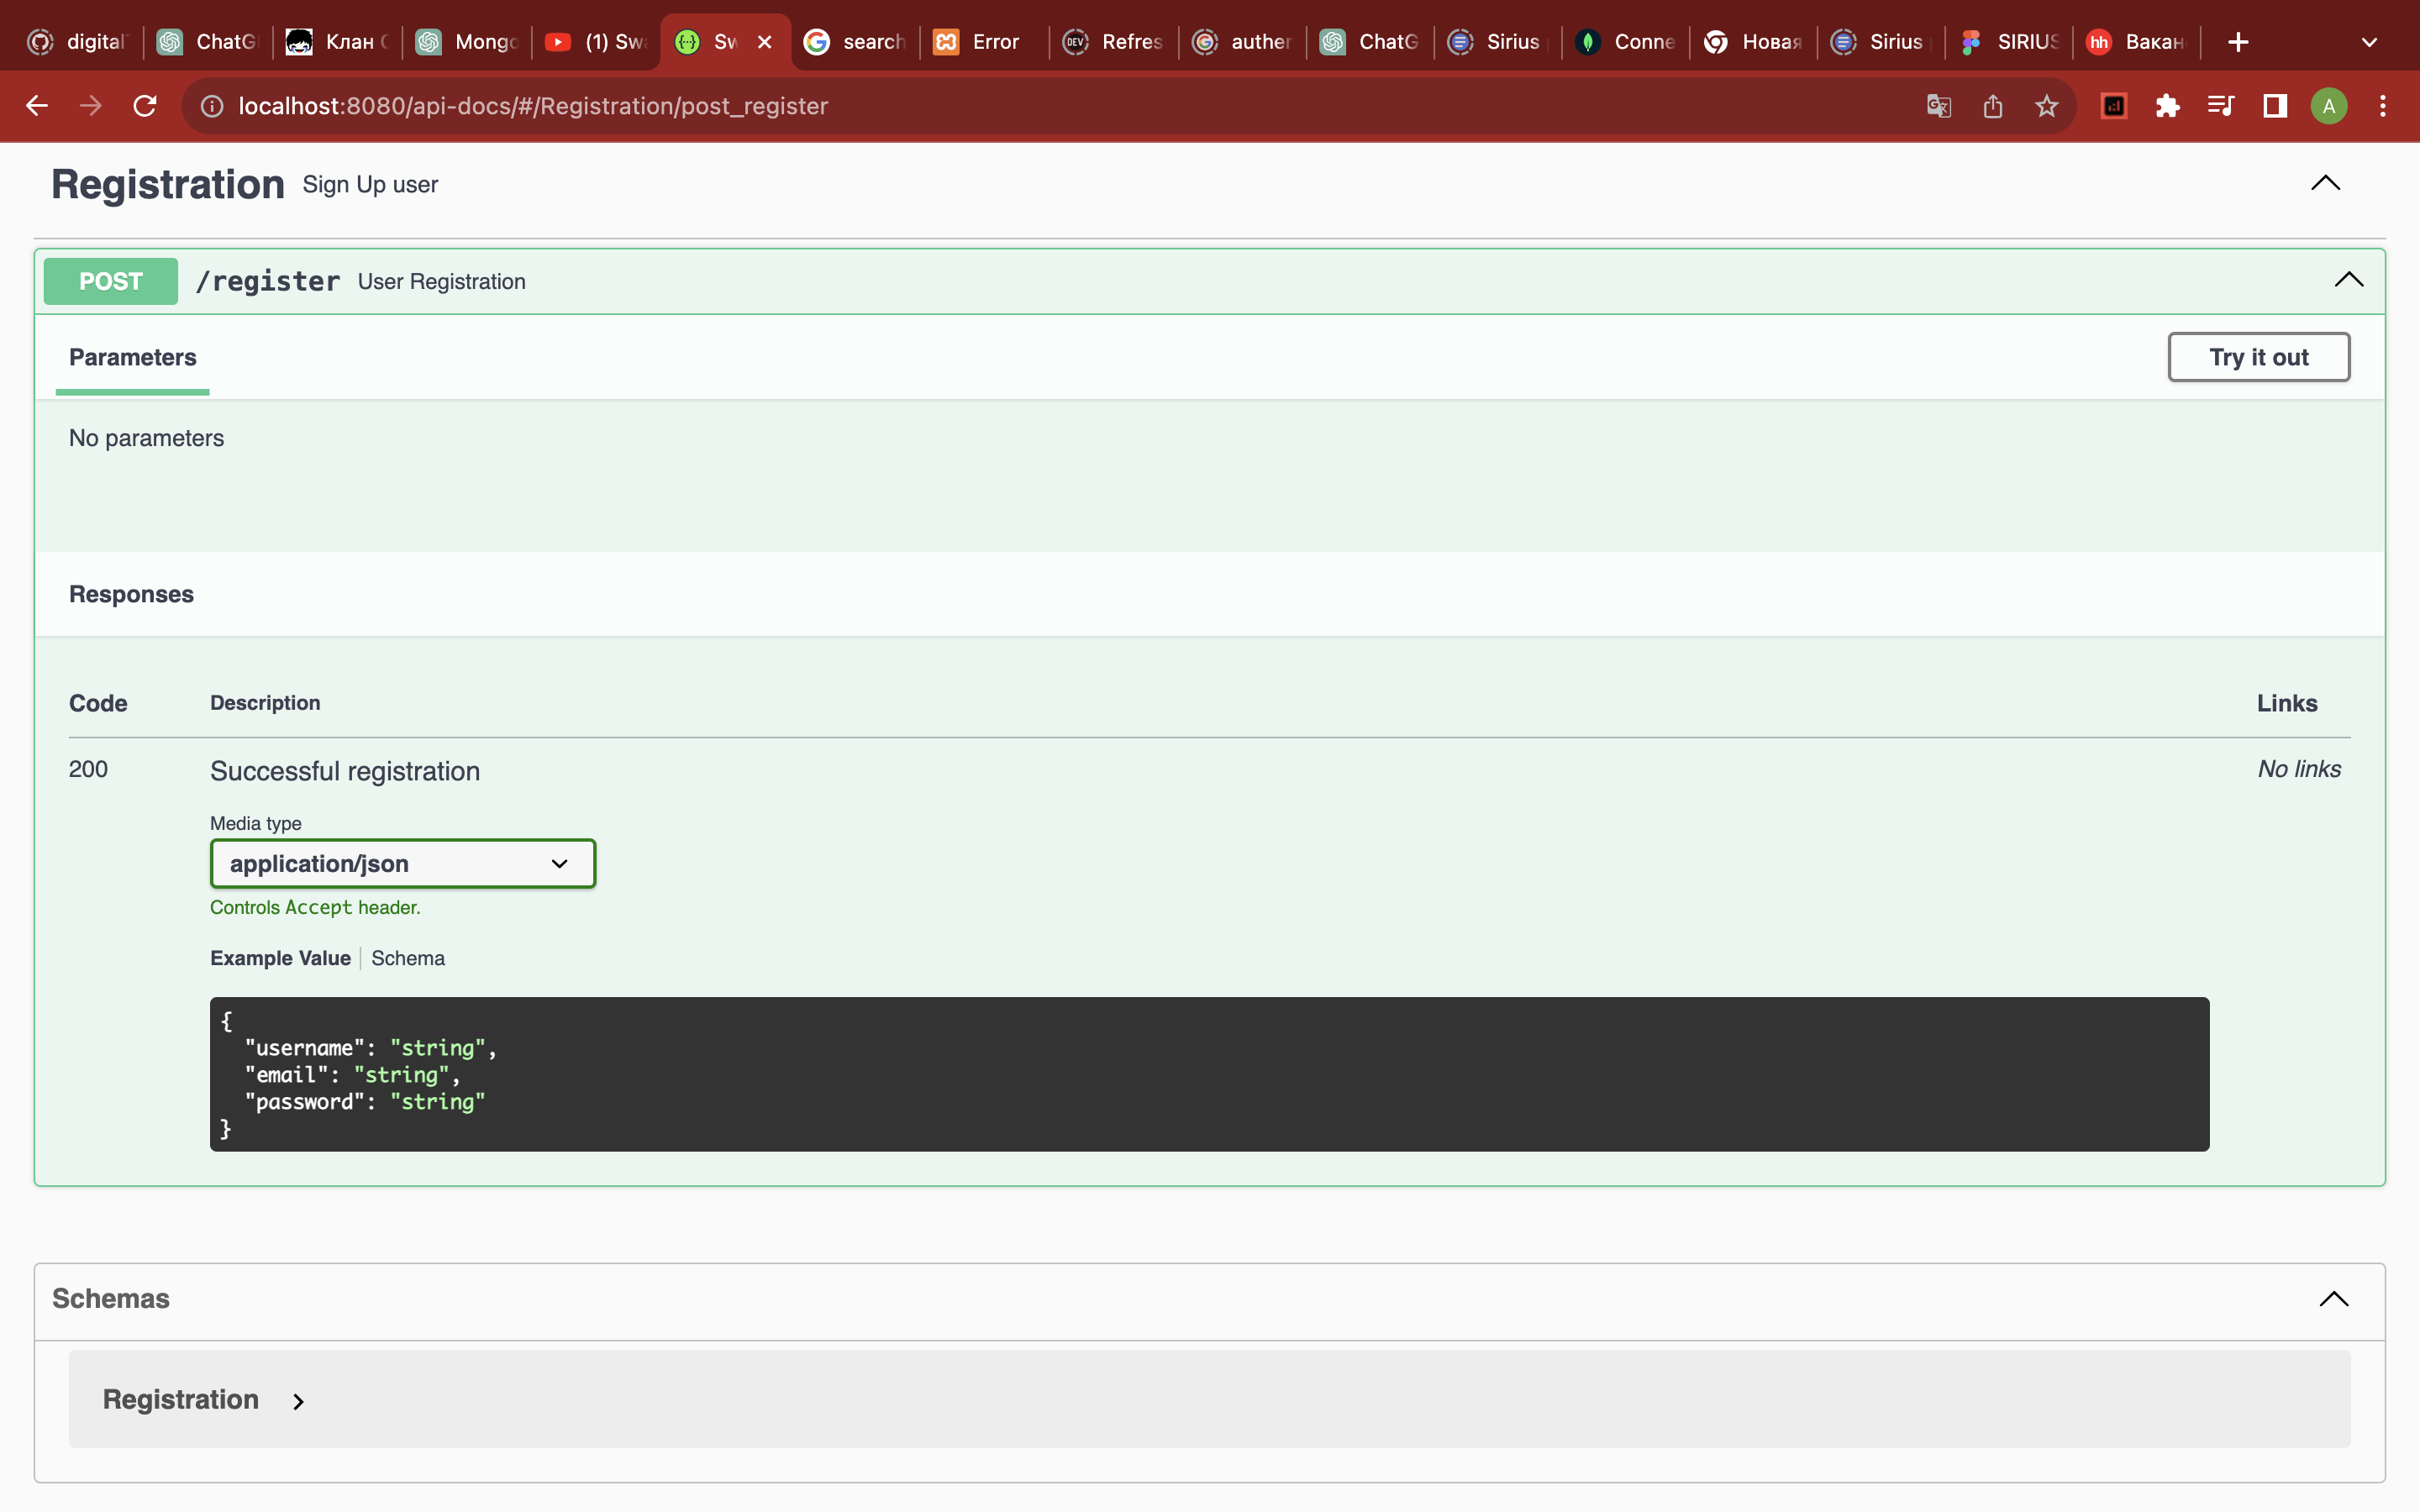 digital ChatG Клан Mongo (1) Sw Sw search Error Refres auther ChatG Sirius Conne Новая Sirius SIRIUS hh Вакан
localhost:8080/api-docs/#/Registration/post_register A
Registration Sign Up user
POST /register User Registration
Parameters Try it out
No parameters
Responses
Code Description Links
200 Successful registration No links
Media type
application/json
Controls Accept header.
Example Value Schema
{
"username": "string",
"email": "string",
"password": "string"
}
Schemas
Registration